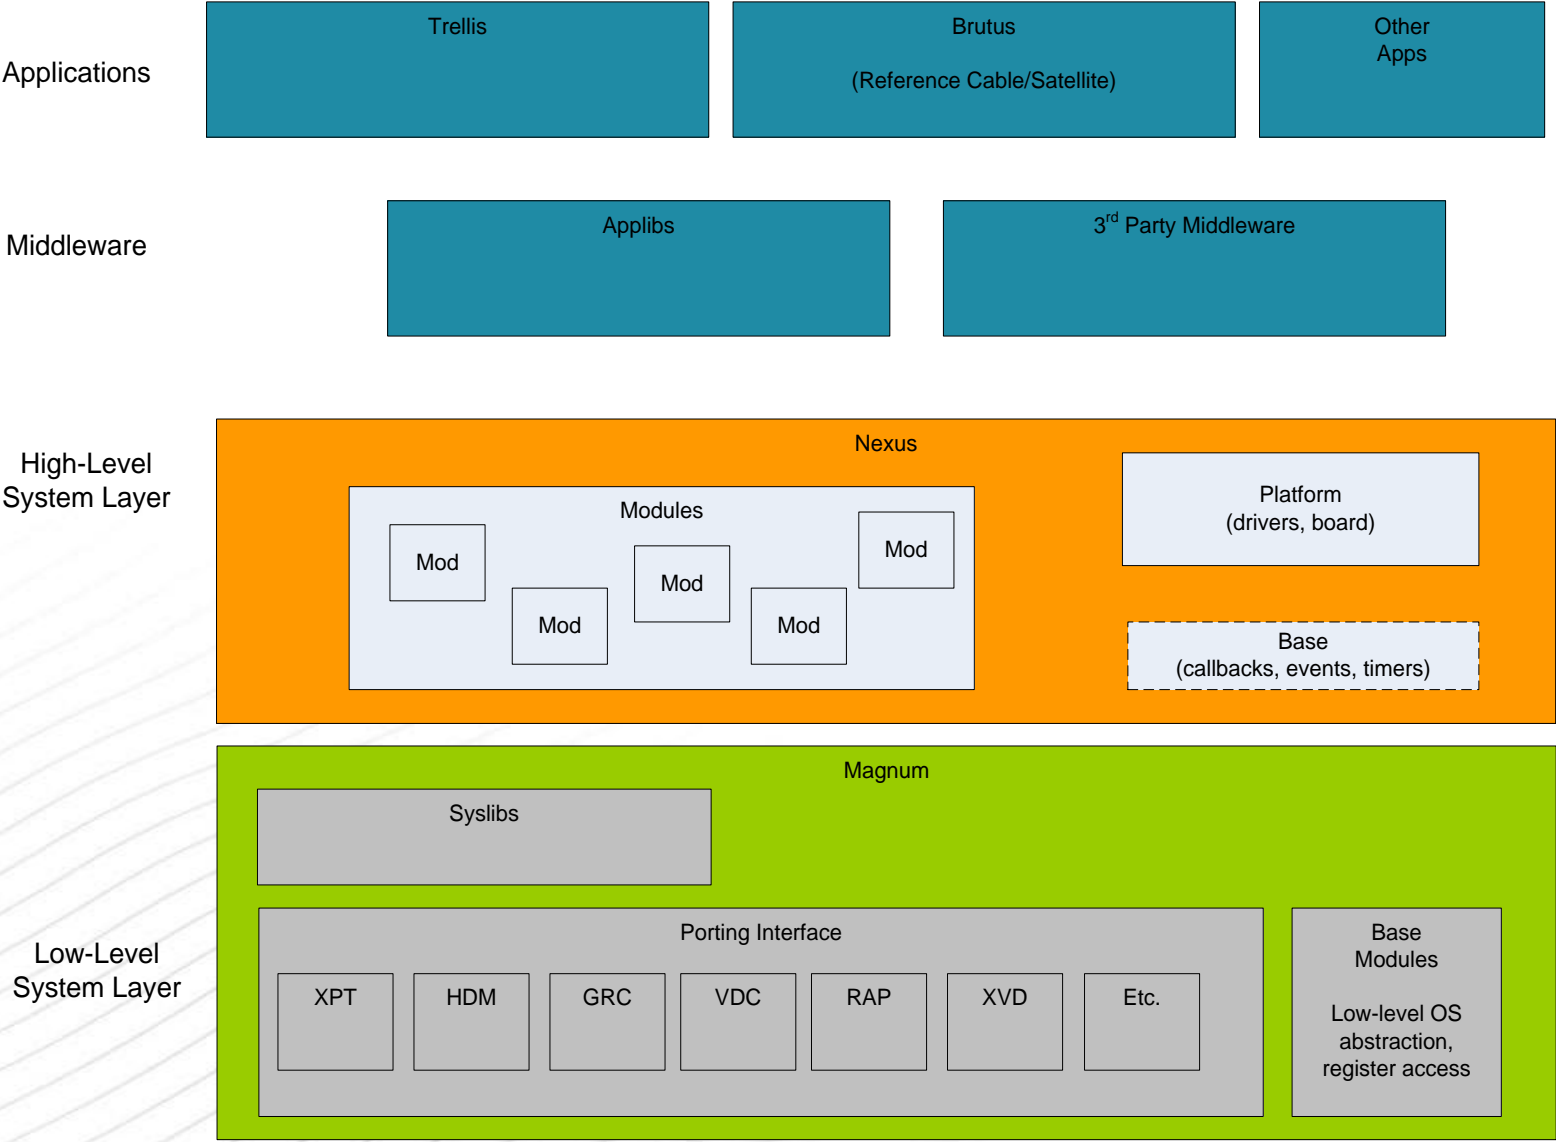 Applications
Trellis
Brutus
(Reference Cable/Satellite)
Other
Apps
Middleware
Applibs
3rd Party Middleware
High-Level
System Layer
Nexus
Modules
Mod
Mod
Mod
Mod
Mod
Platform
(drivers, board)
Base
(callbacks, events, timers)
Low-Level
System Layer
Magnum
Syslibs
Porting Interface
XPT
HDM
GRC
VDC
RAP
XVD
Etc.
Base
Modules
Low-level OS
abstraction,
register access